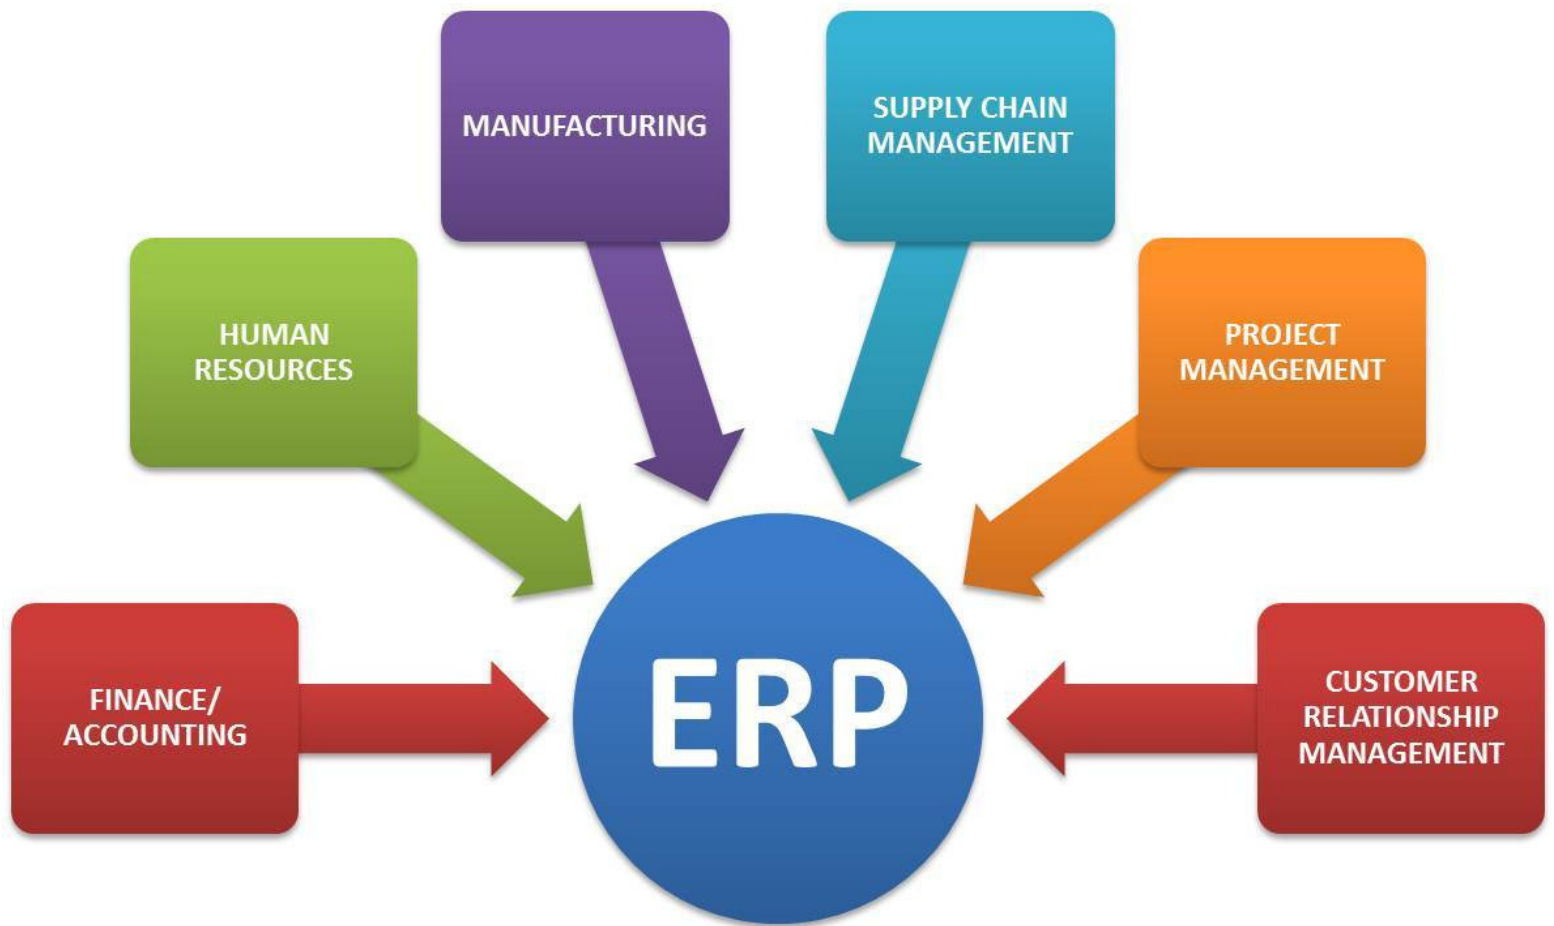 MANUFACTURING
SUPPLY CHAIN
MANAGEMENT
HUMAN
RESOURCES
PROJECT
MANAGEMENT
FINANCE/
ACCOUNTING
ERP
CUSTOMER
RELATIONSHIP
MANAGEMENT